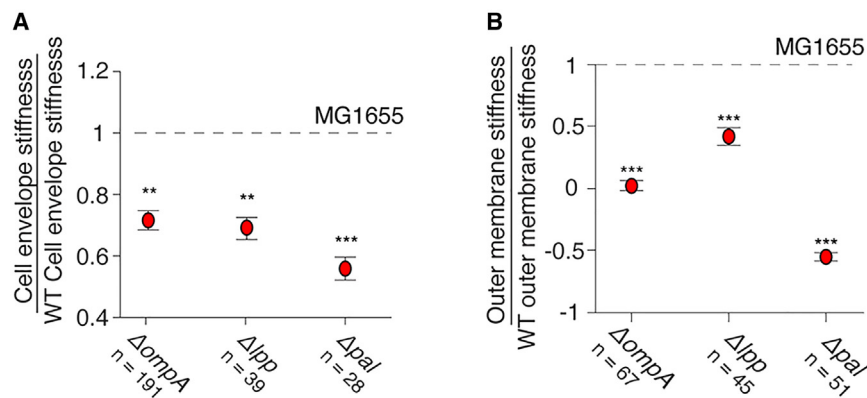 A
Cell envelope stiffnesss
WT Cell envelope stiffness
1.2
1
0.8
0.6
0.4
MG1655
**
**
***
ΔompA
n = 191
Δlpp
n = 39
Δpal
n = 28
B
Outer membrane stiffness
WT outer membrane stiffness
1
0.5
0
-0.5
-1
MG1655
***
***
***
ΔompA
n = 67
Δlpp
n = 45
Δpal
n = 51